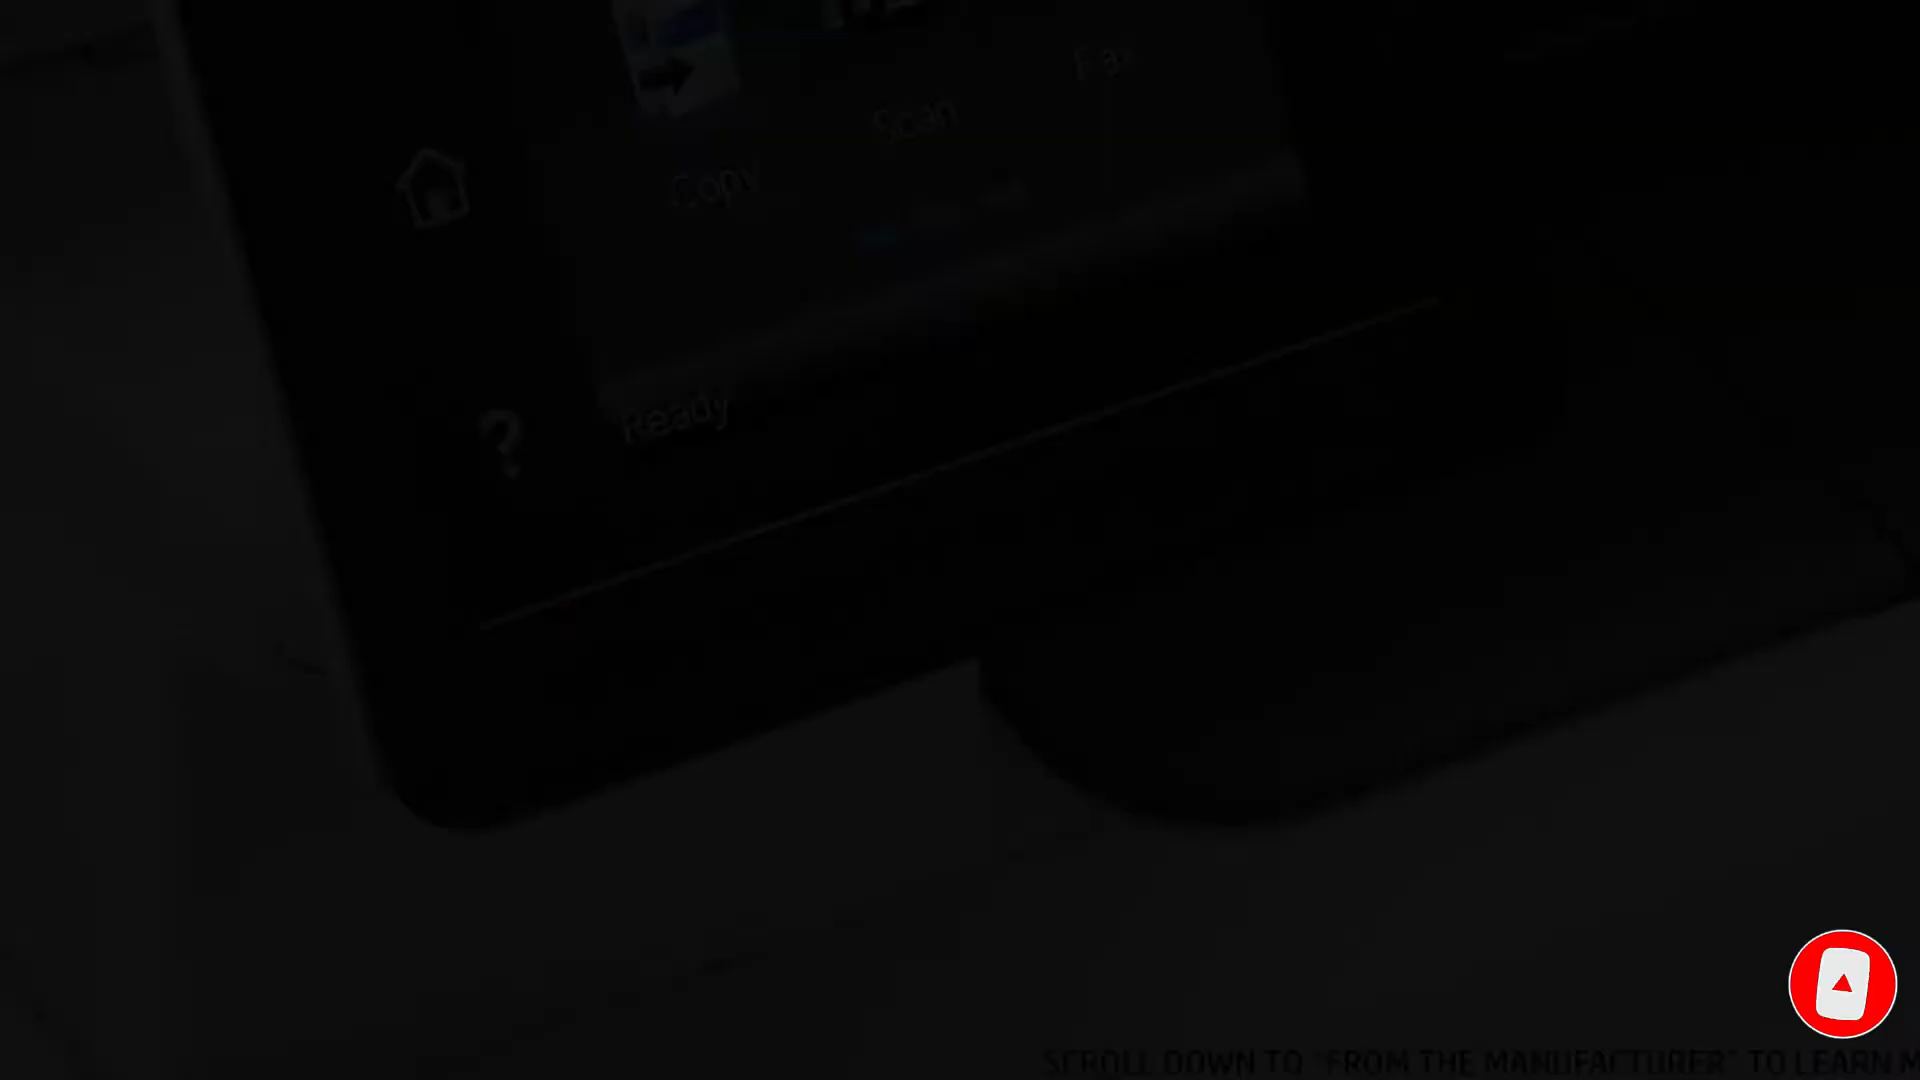 Fax
Scan
Copy
Ready
SCROLL DOWN TO "FROM THE MANUFACTURER" TO LEARN